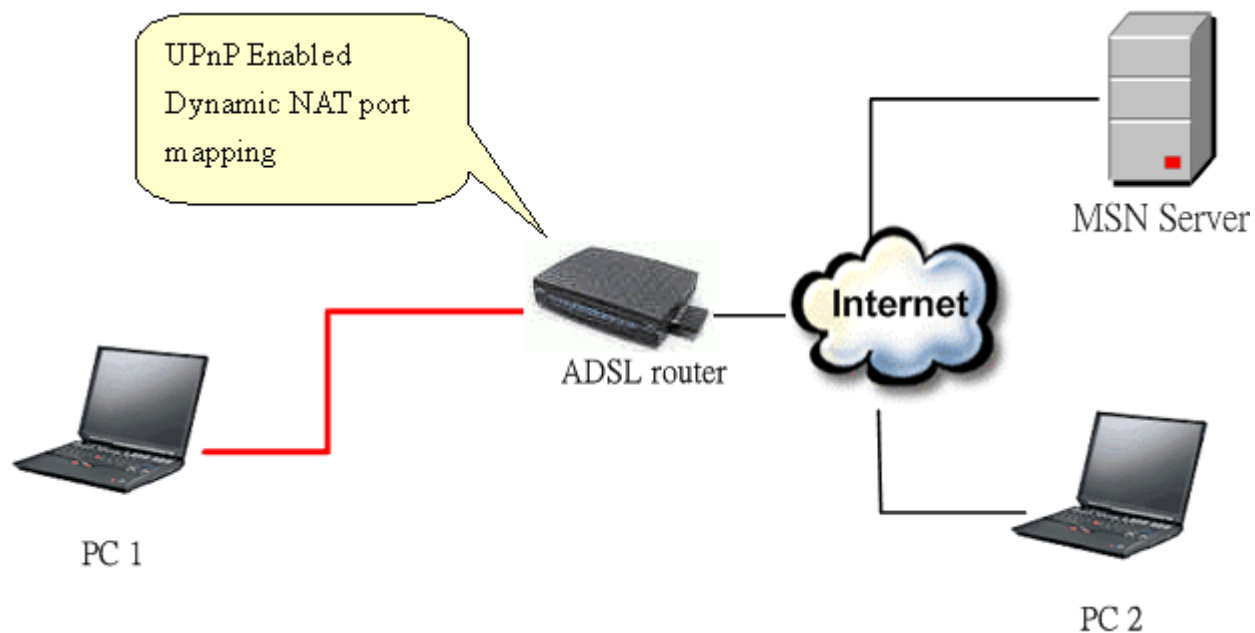 UPnP Enabled
Dynamic NAT port
mapping
MSN Server
Internet
ADSL router
PC 1
PC 2